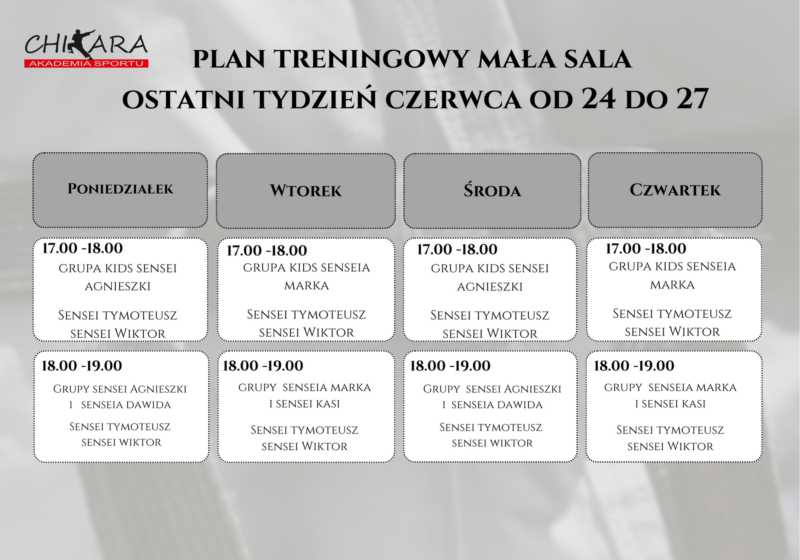 CHIKARA
AKADEMIA SPORTU
PLAN TRENINGOWY MAŁA SALA
OSTATNI TYDZIEŃ CZERWCA OD 24 DO 27
Poniedziałek
Wtorek
Środa
Czwartek
17.00 -18.00
GRUPA KIDS SENSEI
AGNIESZKI
Sensei tymoteusz
sensei Wiktor
17.00 -18.00
GRUPA KIDS SENSEIA
MARKA
Sensei tymoteusz
sensei Wiktor
17.00 -18.00
GRUPA KIDS SENSEI
AGNIESZKI
Sensei tymoteusz
sensei Wiktor
17.00 -18.00
GRUPA KIDS SENSEIA
MARKA
Sensei tymoteusz
sensei Wiktor
18.00 -19.00
Grupy sensei Agnieszki
i senseia dawida
Sensei tymoteusz
sensei wiktor
18.00 -19.00
GRUPY SENSEIA MARKA
I SENSEI KASI
Sensei tymoteusz
sensei Wiktor
18.00 -19.00
Grupy sensei Agnieszki
i senseia dawida
Sensei tymoteusz
sensei wiktor
18.00 -19.00
GRUPY SENSEIA MARKA
I SENSEI KASI
Sensei tymoteusz
sensei Wiktor